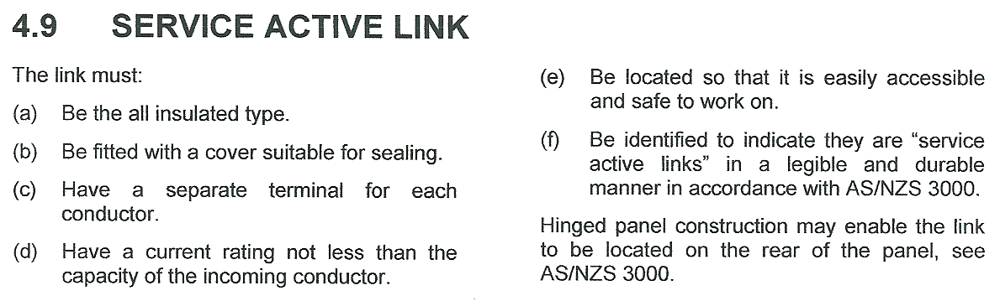 4.9 SERVICE ACTIVE LINK
The link must:
(a) Be the all insulated type.
(b) Be fitted with a cover suitable for sealing.
(c) Have a separate terminal for each
conductor.
(d) Have a current rating not less than the
capacity of the incoming conductor.
(e) Be located so that it is easily accessible
and safe to work on.
(f) Be identified to indicate they are “service
active links” in a legible and durable
manner in accordance with AS/NZS 3000.
Hinged panel construction may enable the link
to be located on the rear of the panel, see
AS/NZS 3000.